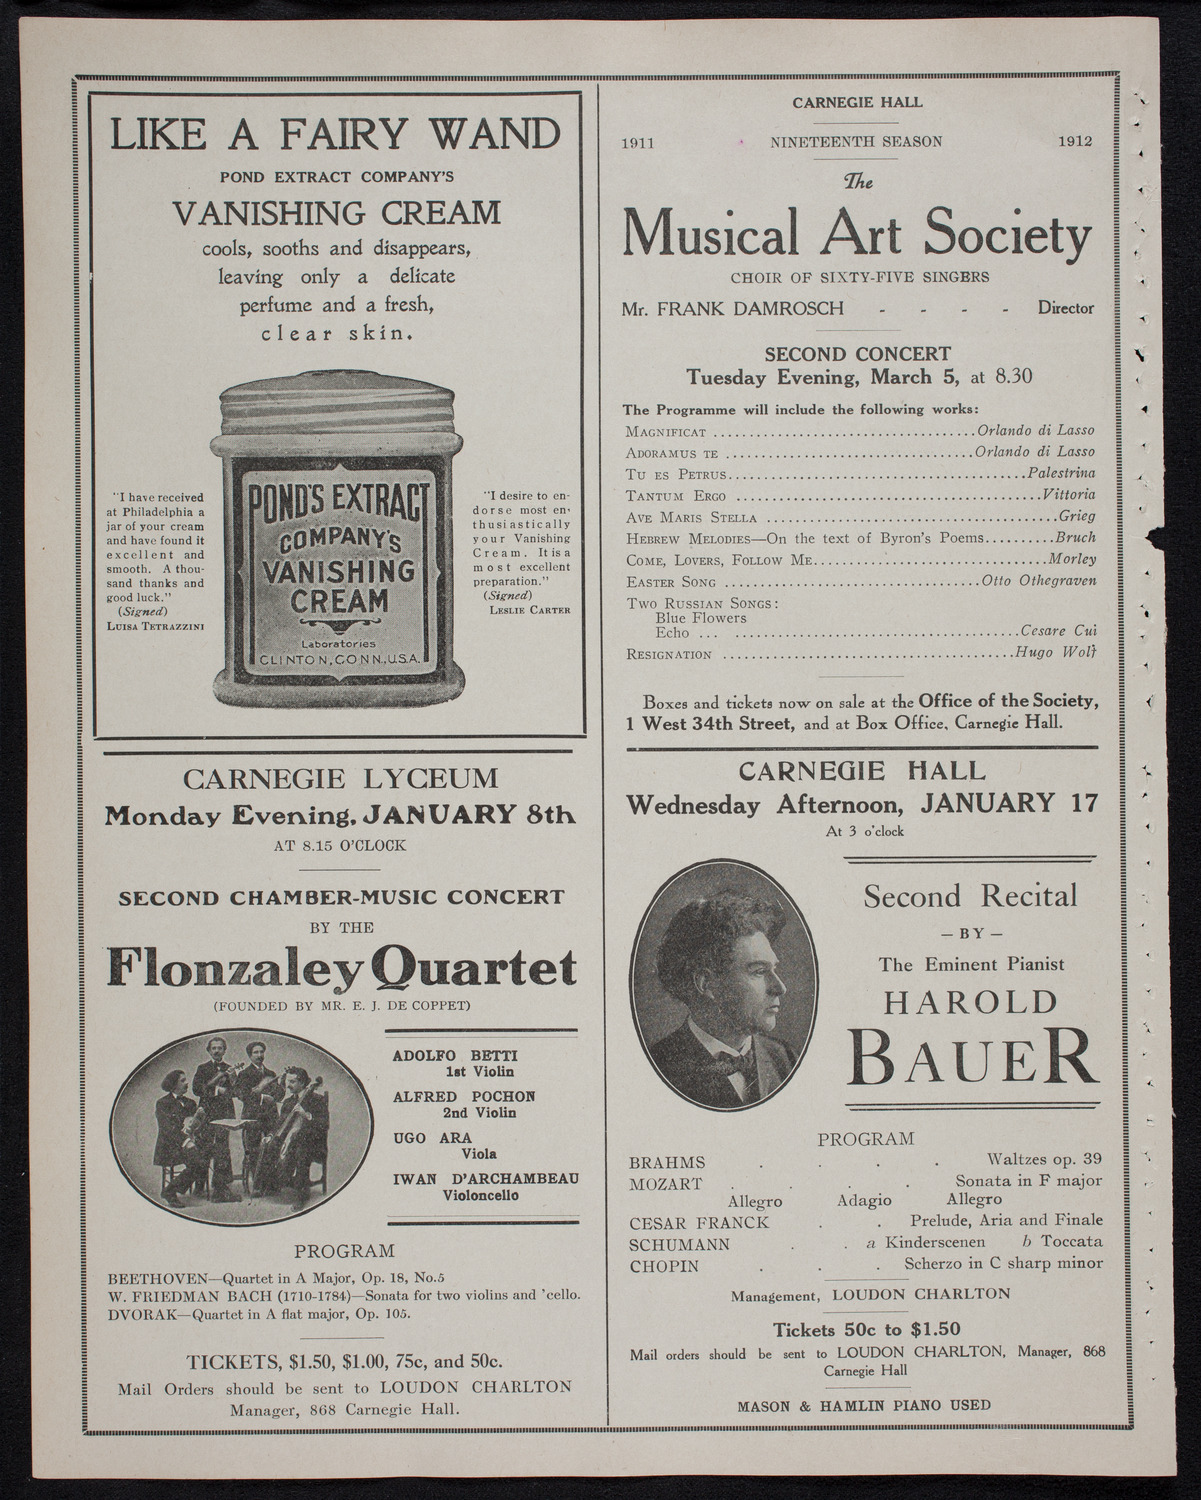 LIKE A FAIRY WAND
POND EXTRACT COMPANY'S
VANISHING CREAM
cools, sooths and disappears,
leaving only a delicate
perfume and a fresh,
clear skin.
"I have received
at Philadelphia a
jar of your cream
and have found it
excellent and
smooth. A thou-
sand thanks and
good luck."
(Signed)
LUISA TETRAZZINI
POND'S EXTRACT
COMPANY'S
VANISHING
CREAM
Laboratories
CLINTON, CONN., U.S.A.
"I desire to en-
dorse most en-
thusiastically
your Vanishing
Cream. It is a
most excellent
preparation."
(Signed)
LESLIE CARTER
CARNEGIE LYCEUM
Monday Evening, JANUARY 8th
AT 8.15 O'CLOCK
SECOND CHAMBER-MUSIC CONCERT
BY THE
Flonzaley Quartet
(FOUNDED BY MR. E. J. DE COPPET)
ADOLFO BETTI
1st Violin
ALFRED POCHON
2nd Violin
UGO ARA
Viola
IWAN D'ARCHAMBEAU
Violoncello
PROGRAM
BEETHOVEN—Quartet in A Major, Op. 18, No.5
W. FRIEDMAN BACH (1710-1784)—Sonata for two violins and 'cello.
DVORAK—Quartet in A flat major, Op. 105.
TICKETS, $1.50, $1.00, 75c, and 50c.
Mail Orders should be sent to LOUDON CHARLTON
Manager, 868 Carnegie Hall.
CARNEGIE HALL
1911 NINETEENTH SEASON 1912
The
Musical Art Society
CHOIR OF SIXTY-FIVE SINGERS
Mr. FRANK DAMROSCH - - - - Director
SECOND CONCERT
Tuesday Evening, March 5, at 8.30
The Programme will include the following works:
MAGNIFICAT ....................................Orlando di Lasso
ADORAMUS TE ..................................Orlando di Lasso
TU ES PETRUS.........................................Palestrina
TANTUM ERGO ..........................................Vittoria
AVE MARIS STELLA ........................................Grieg
HEBREW MELODIES—On the text of Byron's Poems..........Bruch
COME, LOVERS, FOLLOW ME................................Morley
EASTER SONG ...................................Otto Othegraven
TWO RUSSIAN SONGS:
Blue Flowers
Echo ... .......................................Cesare Cui
RESIGNATION ........................................Hugo Wolf
Boxes and tickets now on sale at the Office of the Society,
1 West 34th Street, and at Box Office, Carnegie Hall.
CARNEGIE HALL
Wednesday Afternoon, JANUARY 17
At 3 o'clock
Second Recital
— BY —
The Eminent Pianist
HAROLD
BAUER
PROGRAM
BRAHMS . . . . Waltzes op. 39
MOZART . . . . Sonata in F major
Allegro Adagio Allegro
CESAR FRANCK . . Prelude, Aria and Finale
SCHUMANN . . a Kinderscenen b Toccata
CHOPIN . . . Scherzo in C sharp minor
Management, LOUDON CHARLTON
Tickets 50c to $1.50
Mail orders should be sent to LOUDON CHARLTON, Manager, 868
Carnegie Hall
MASON & HAMLIN PIANO USED